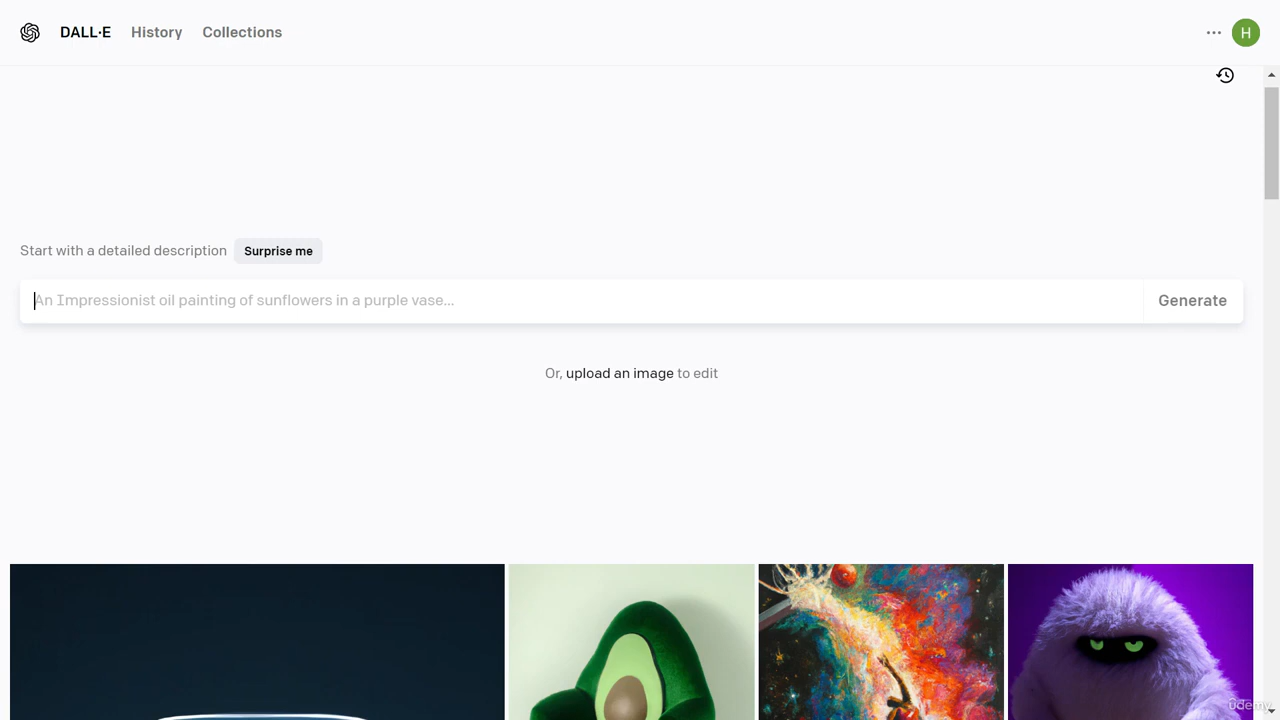 DALL·E History Collections ··· H
Start with a detailed description Surprise me
An Impressionist oil painting of sunflowers in a purple vase... Generate
Or, upload an image to edit
ûdemy